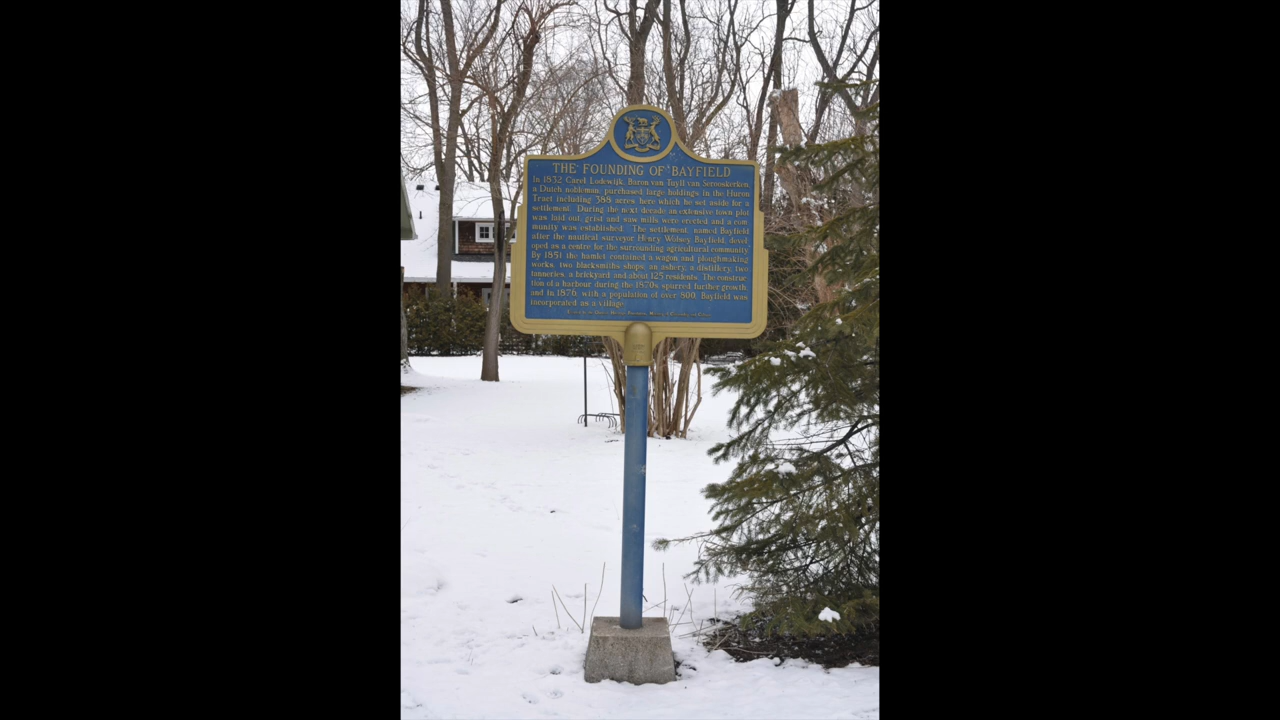 THE FOUNDING OF BAYFIELD
In 1832 Carel Lodewijk, Baron van Tuyll van Serooskerken,
a Dutch nobleman, purchased large holdings in the Huron
Tract including 388 acres here which he set aside for a
settlement. During the next decade an extensive town plot
was laid out, grist and saw mills were erected and a com-
munity was established. The settlement, named Bayfield
after the nautical surveyor Henry Wolsey Bayfield, devel-
oped as a centre for the surrounding agricultural community.
By 1851 the hamlet contained a wagon and ploughmaking
works, two blacksmiths shops, an ashery, a distillery, two
tanneries, a brickyard and about 125 residents. The construc-
tion of a harbour during the 1870s spurred further growth
and in 1876, with a population of over 800, Bayfield was
incorporated as a village.